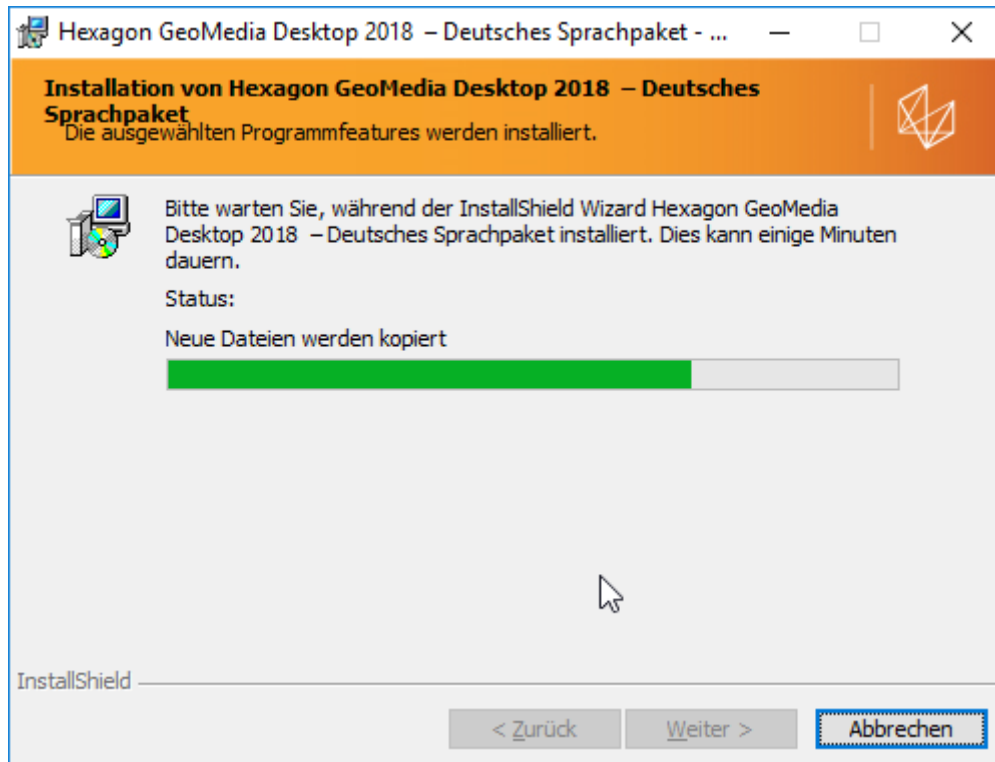 Hexagon GeoMedia Desktop 2018 – Deutsches Sprachpaket - ...
Installation von Hexagon GeoMedia Desktop 2018 – Deutsches
Sprachpaket
Die ausgewählten Programmfeatures werden installiert.
Bitte warten Sie, während der InstallShield Wizard Hexagon GeoMedia
Desktop 2018 – Deutsches Sprachpaket installiert. Dies kann einige Minuten
dauern.
Status:
Neue Dateien werden kopiert
InstallShield
< Zurück Weiter > Abbrechen